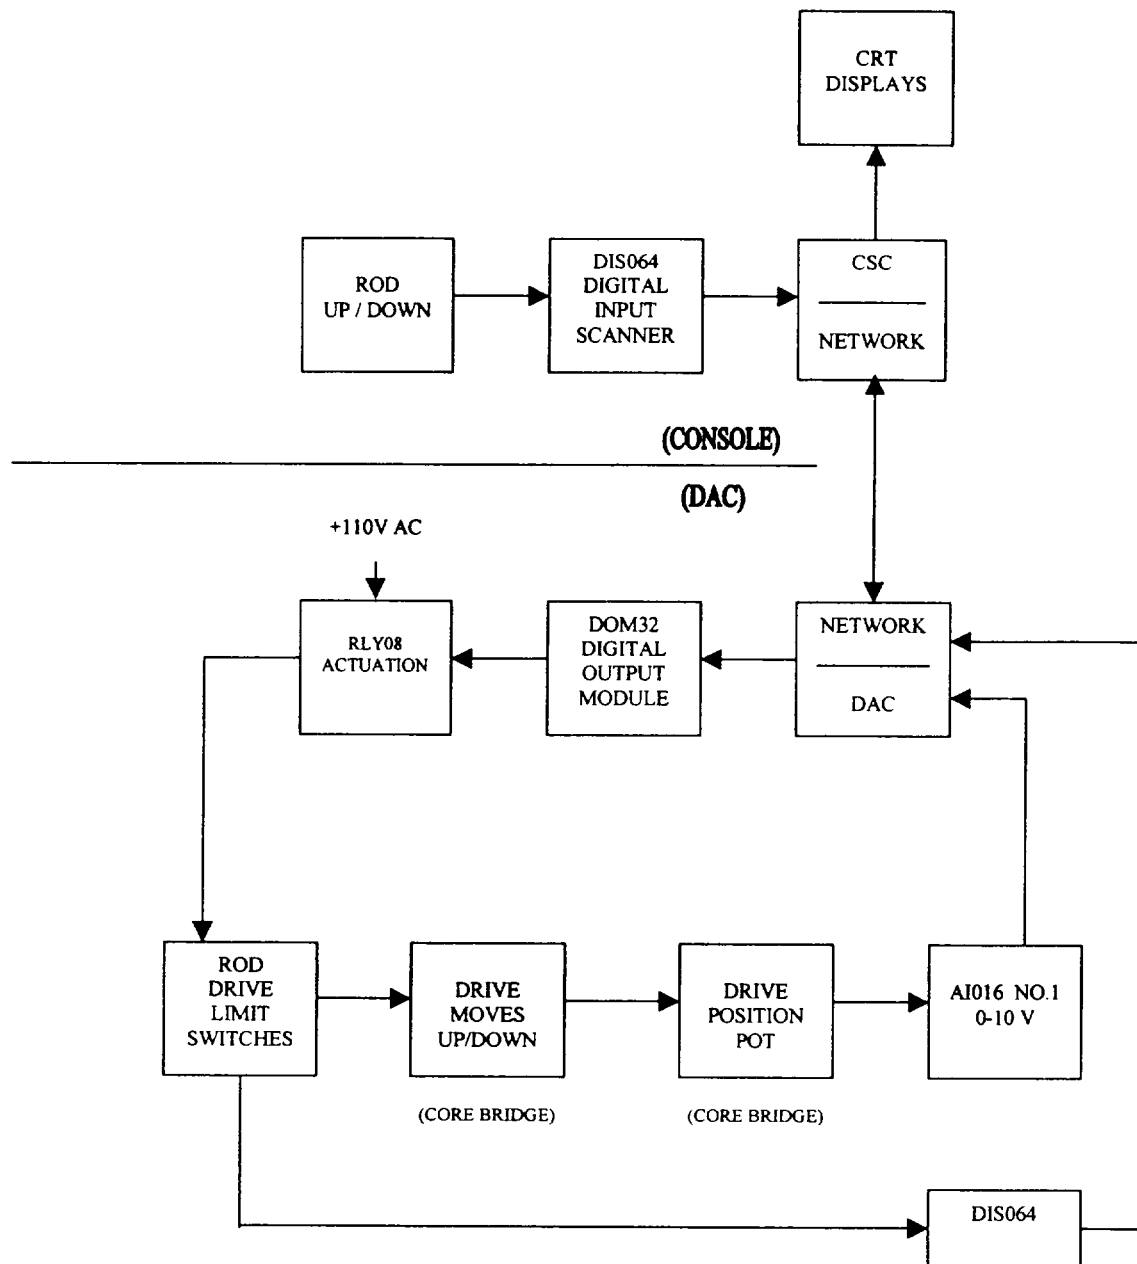 CRT
DISPLAYS
ROD
UP / DOWN
DIS064
DIGITAL
INPUT
SCANNER
CSC
NETWORK
(CONSOLE)
(DAC)
+110V AC
RLY08
ACTUATION
DOM32
DIGITAL
OUTPUT
MODULE
NETWORK
DAC
ROD
DRIVE
LIMIT
SWITCHES
DRIVE
MOVES
UP/DOWN
DRIVE
POSITION
POT
AI016 NO.1
0-10 V
(CORE BRIDGE)
(CORE BRIDGE)
DIS064